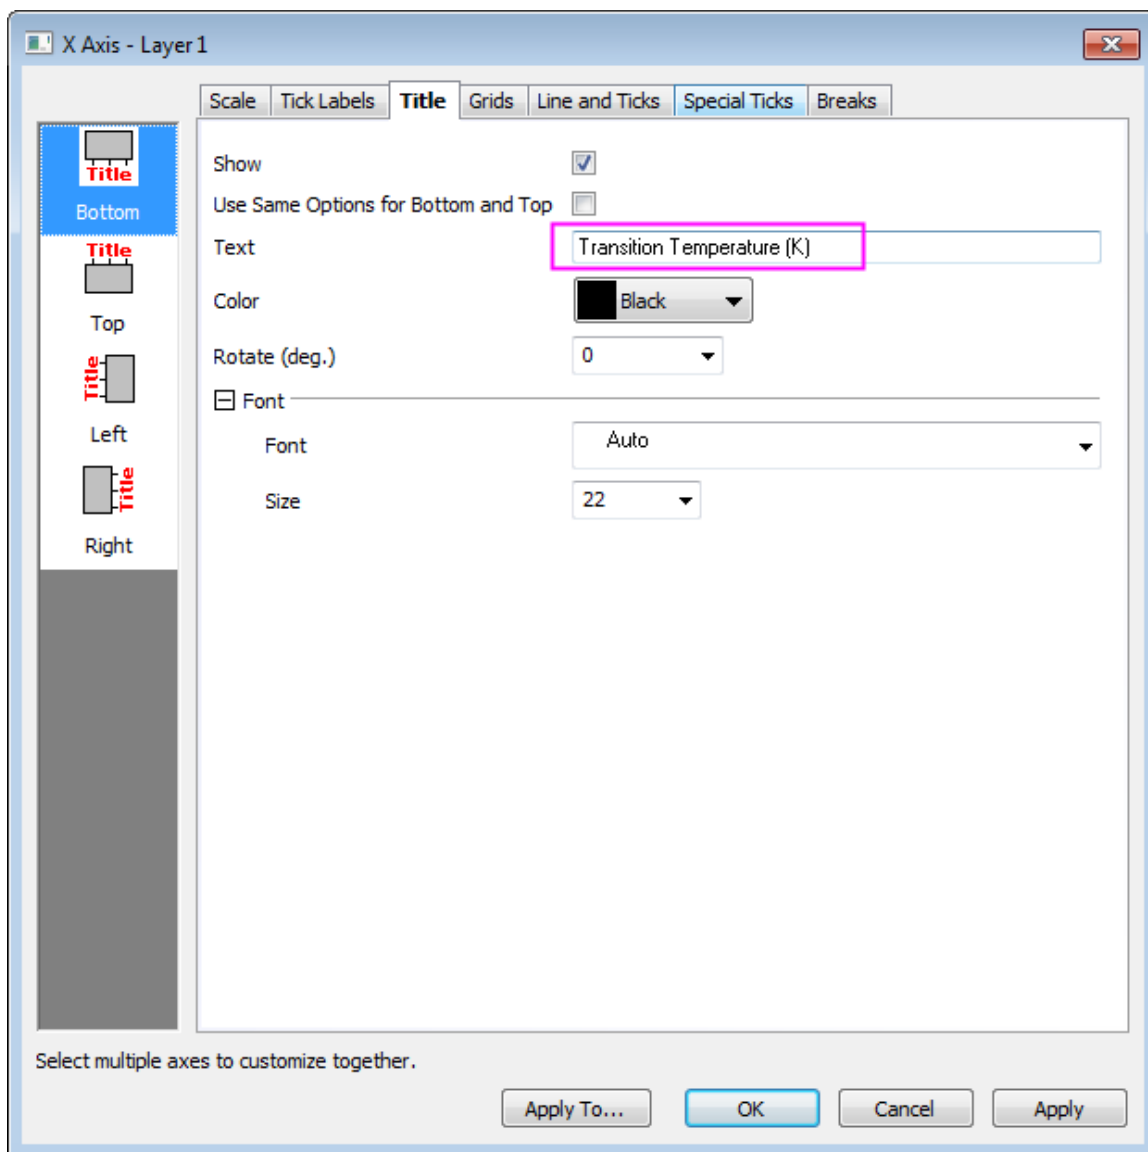 X Axis - Layer 1
Scale Tick Labels Title Grids Line and Ticks Special Ticks Breaks
Title
Bottom
Title
Top
Title
Left
Title
Right
Show
Use Same Options for Bottom and Top
Text Transition Temperature (K)
Color Black
Rotate (deg.) 0
Font
Font Auto
Size 22
Select multiple axes to customize together.
Apply To... OK Cancel Apply